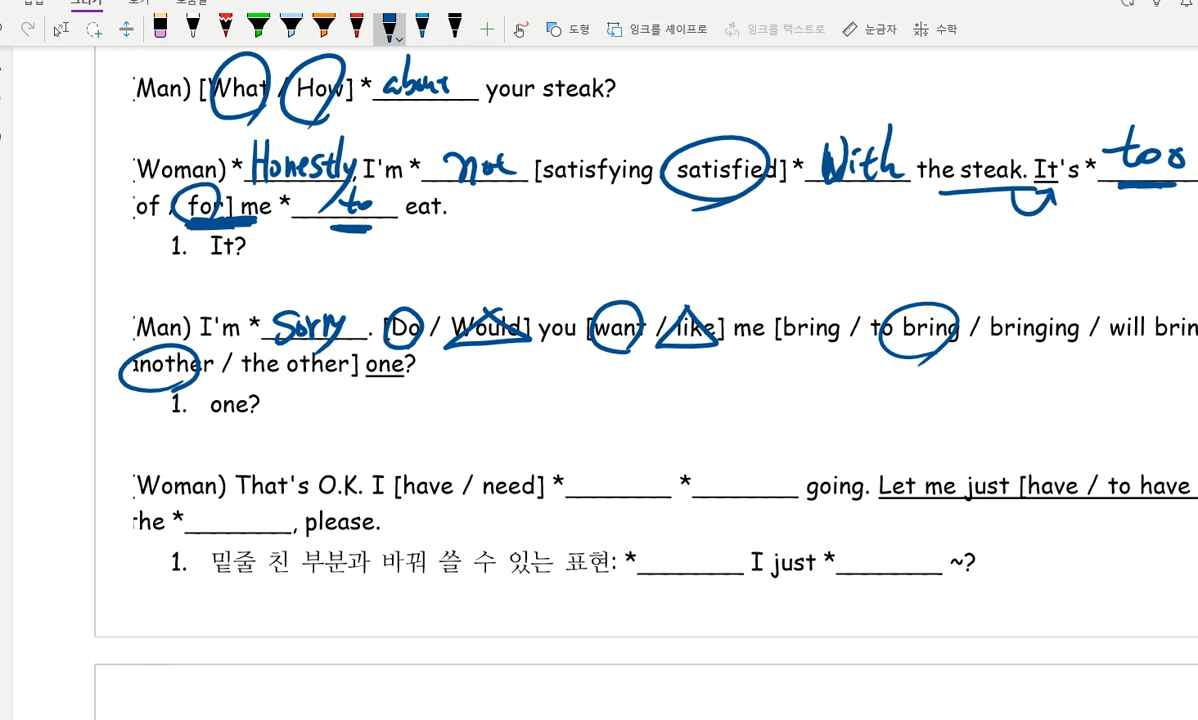 그리기
도형
잉크를 셰이프로
잉크를 텍스트로
눈금자
수학
Man) [What / How] *about your steak?
Woman) *Honestly, I'm *not [satisfying / satisfied] *With the steak. It's *too
of / for] me *to eat.
1. It?
Man) I'm *Sorry. [Do / Would] you [want / like] me [bring / to bring / bringing / will brin
another / the other] one?
1. one?
Woman) That's O.K. I [have / need] *________ *________ going. Let me just [have / to have
the *________, please.
1. 밑줄 친 부분과 바꿔 쓸 수 있는 표현: *________ I just *________ ~?